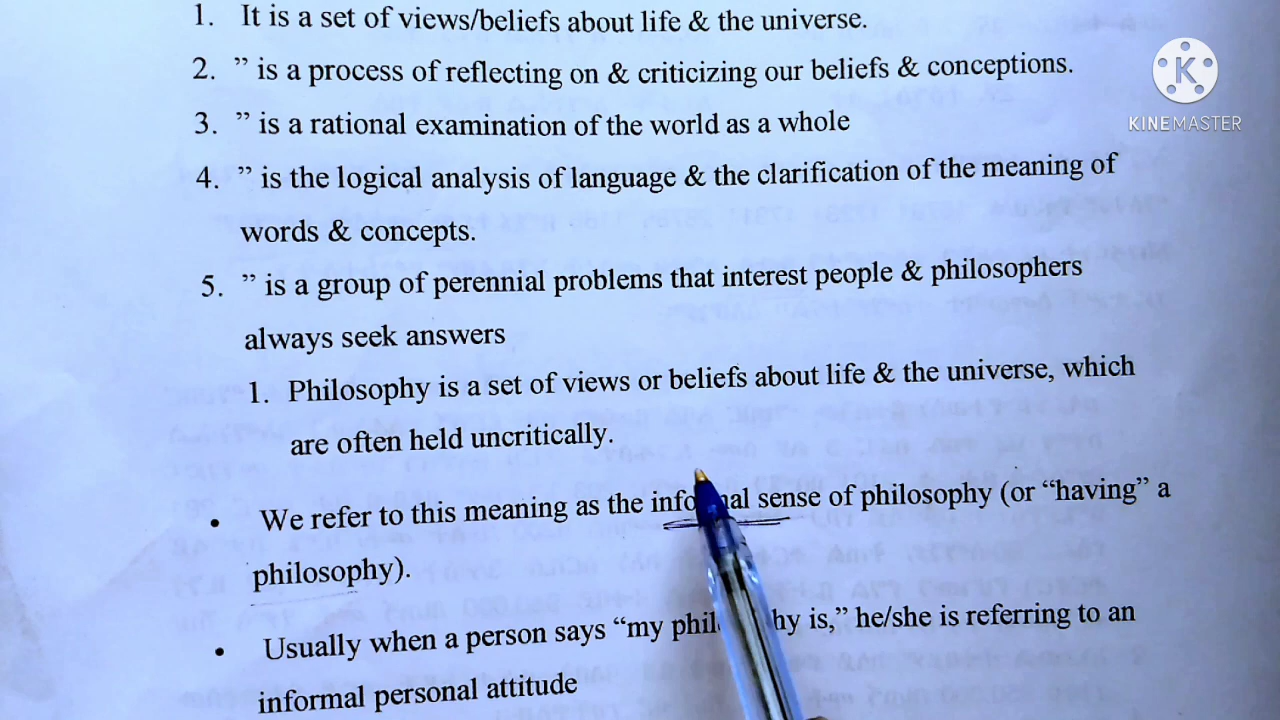 1. It is a set of views/beliefs about life & the universe.
2. ” is a process of reflecting on & criticizing our beliefs & conceptions.
3. ” is a rational examination of the world as a whole
4. ” is the logical analysis of language & the clarification of the meaning of
words & concepts.
5. ” is a group of perennial problems that interest people & philosophers
always seek answers
1. Philosophy is a set of views or beliefs about life & the universe, which
are often held uncritically.
• We refer to this meaning as the informal sense of philosophy (or “having” a
philosophy).
• Usually when a person says “my philosophy is,” he/she is referring to an
informal personal attitude
K
KINEMASTER